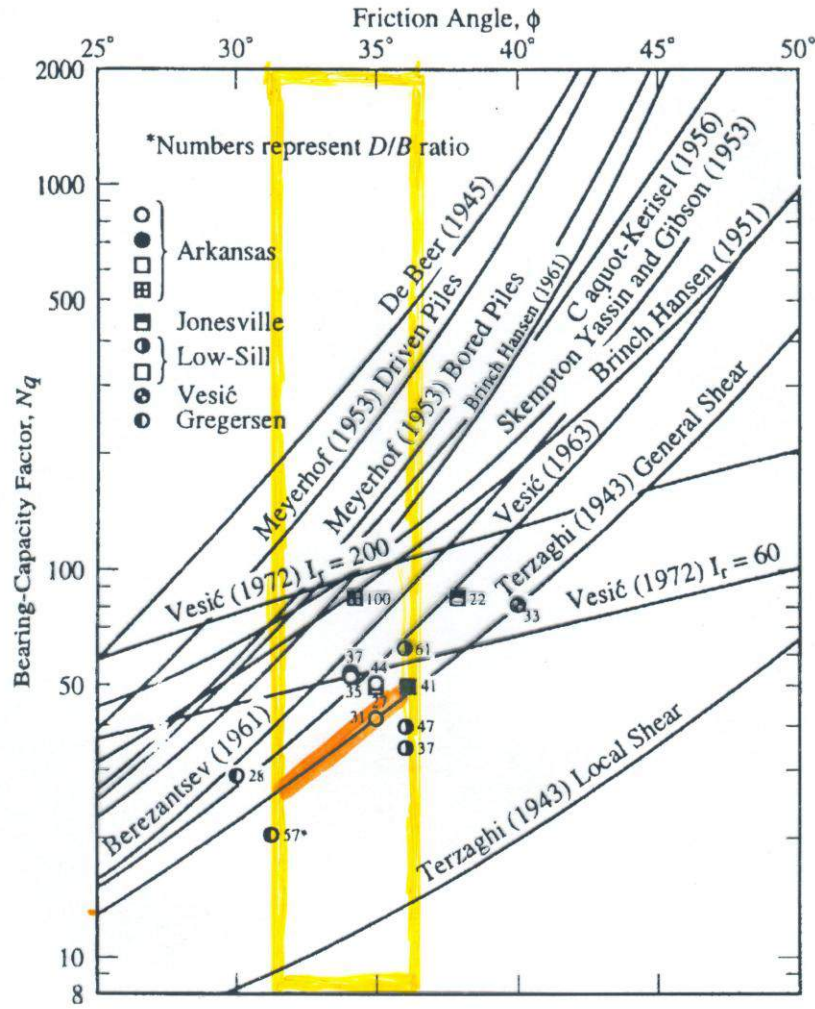 Friction Angle, ϕ
25° 30° 35° 40° 45° 50°
Bearing-Capacity Factor, Nq
2000
1000
500
100
50
10
8
*Numbers represent D/B ratio
Arkansas
Jonesville
Low-Sill
Vesić
Gregersen
De Beer (1945)
Meyerhof (1953) Driven Piles
Meyerhof (1953) Bored Piles
Brinch Hansen (1961)
C aquot-Kerisel (1956)
Skempton Yassin and Gibson (1953)
Brinch Hansen (1951)
Vesić (1963)
Terzaghi (1943) General Shear
Vesić (1972) Ir = 200
Vesić (1972) Ir = 60
Berezantsev (1961)
Terzaghi (1943) Local Shear
100
22
33
37
44
61
35
41
31
47
37
28
57*